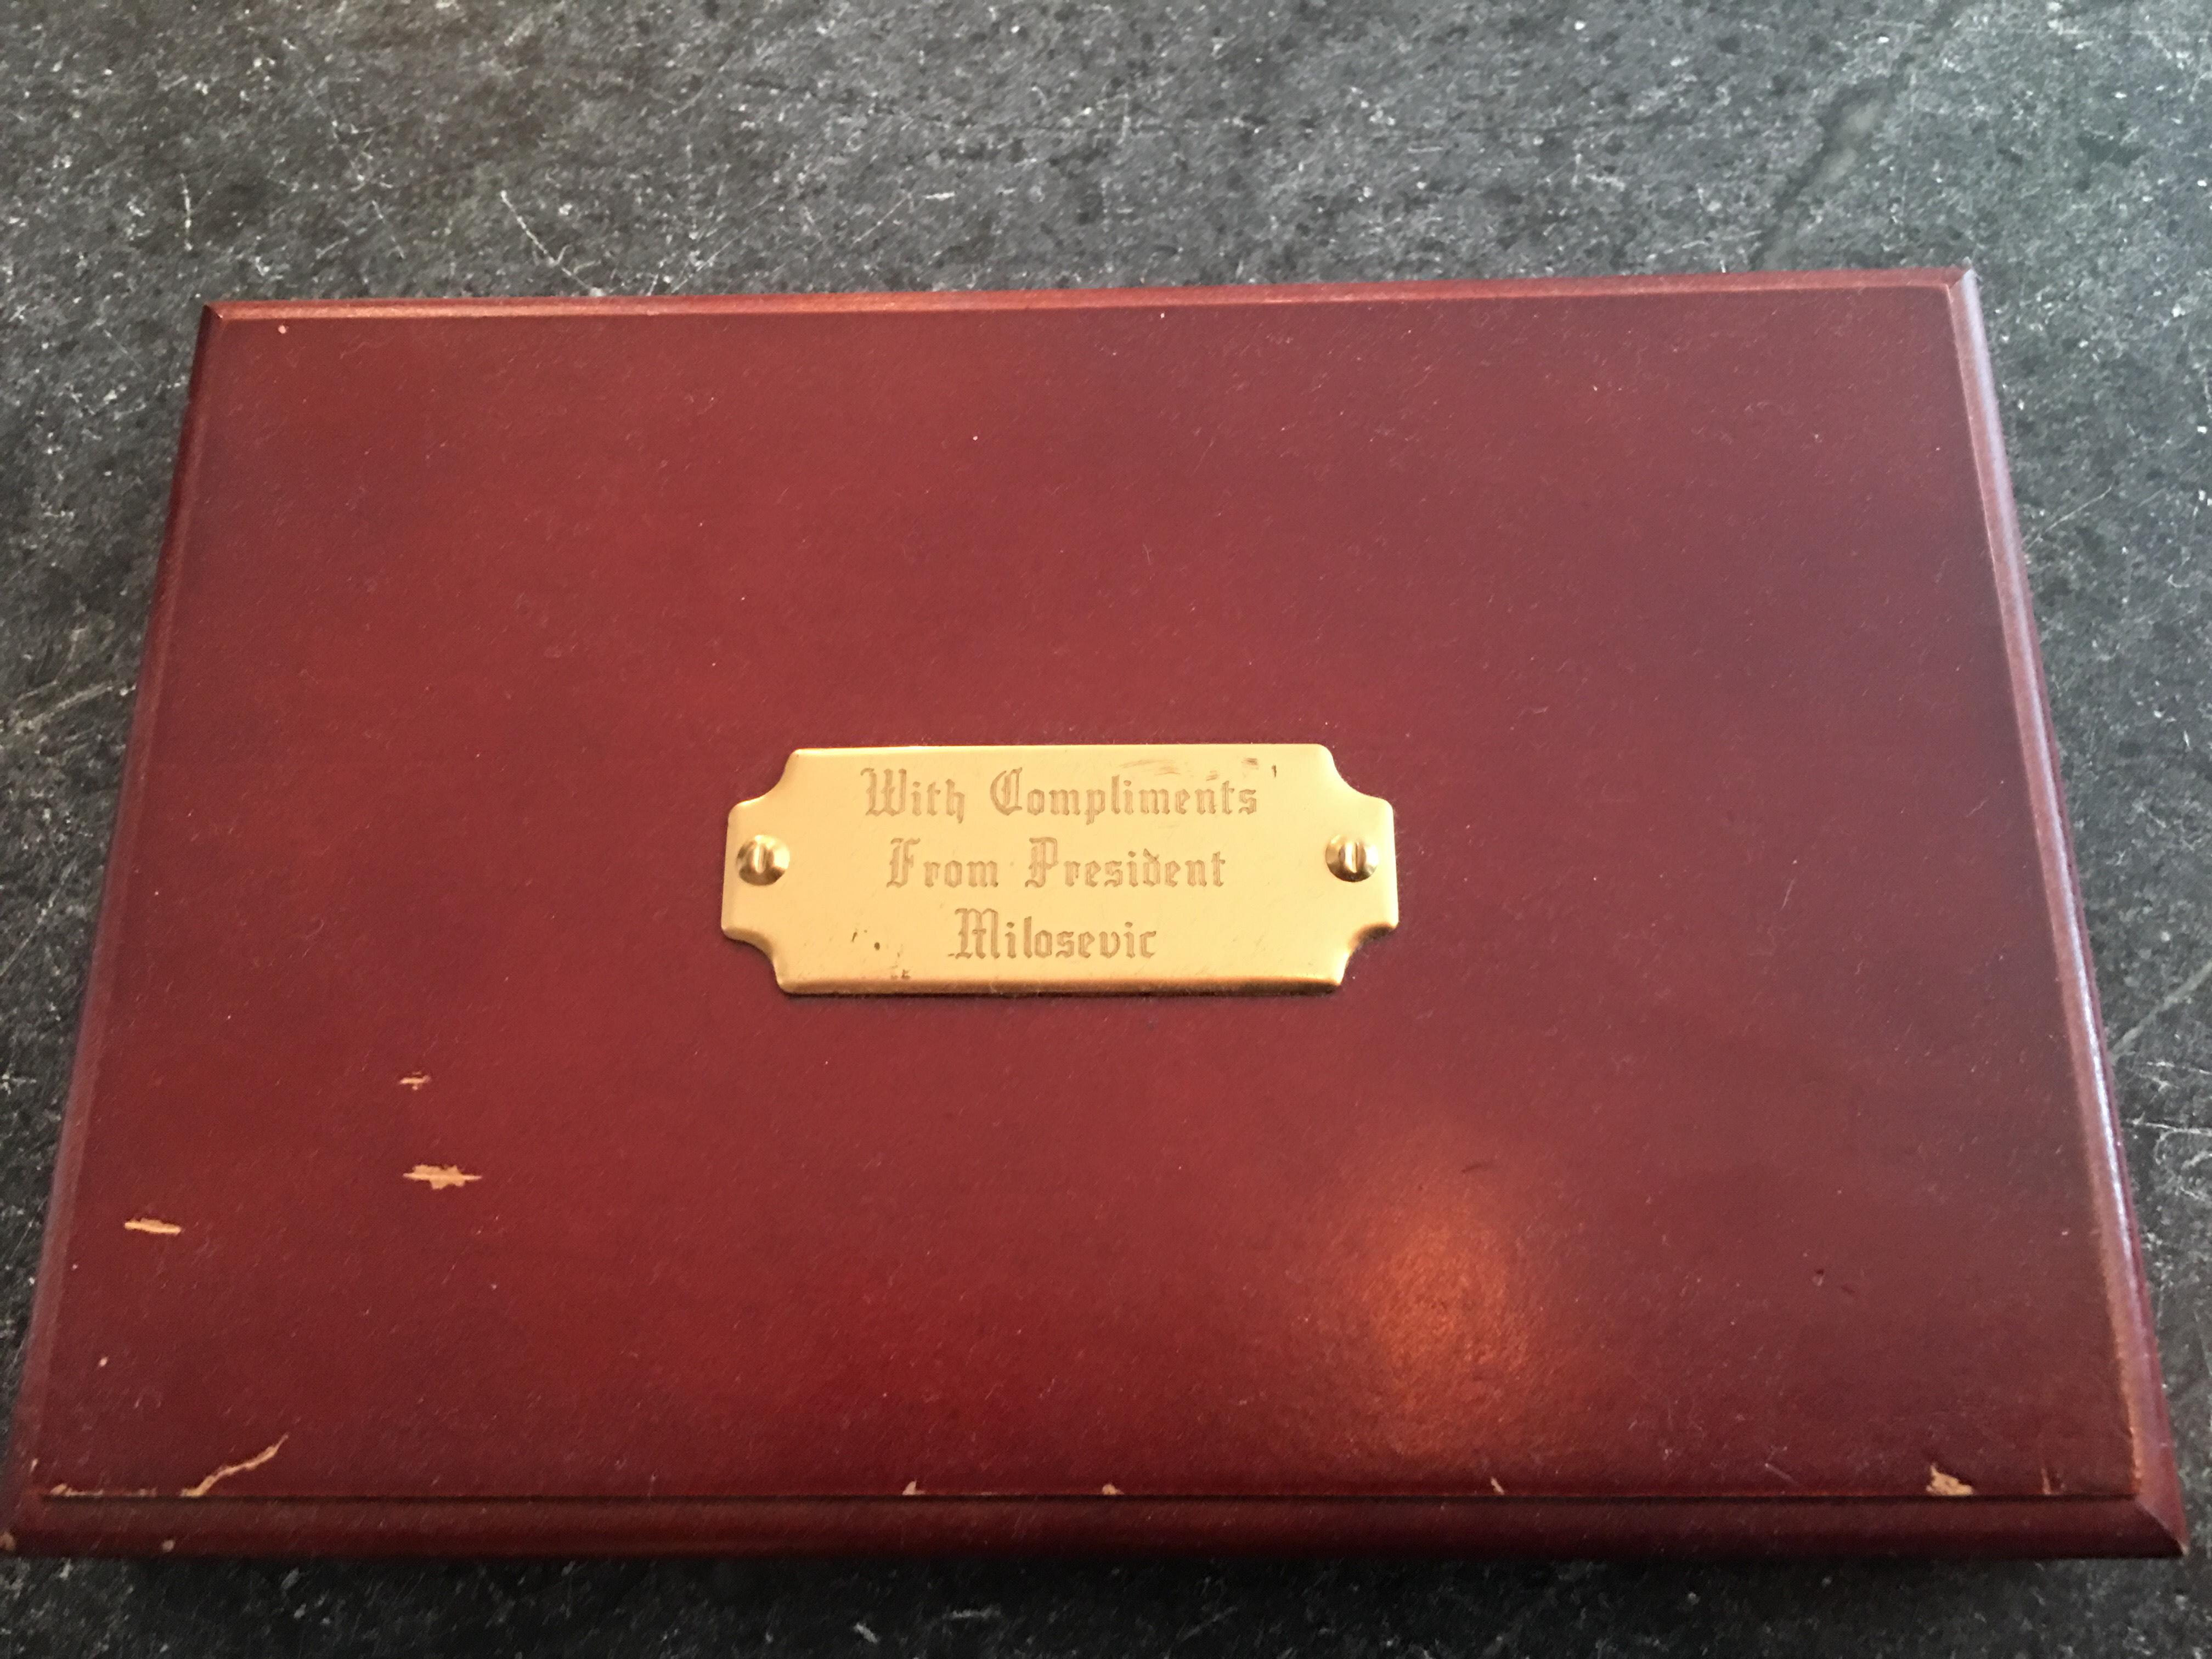 With Compliments
From President
Milosevic